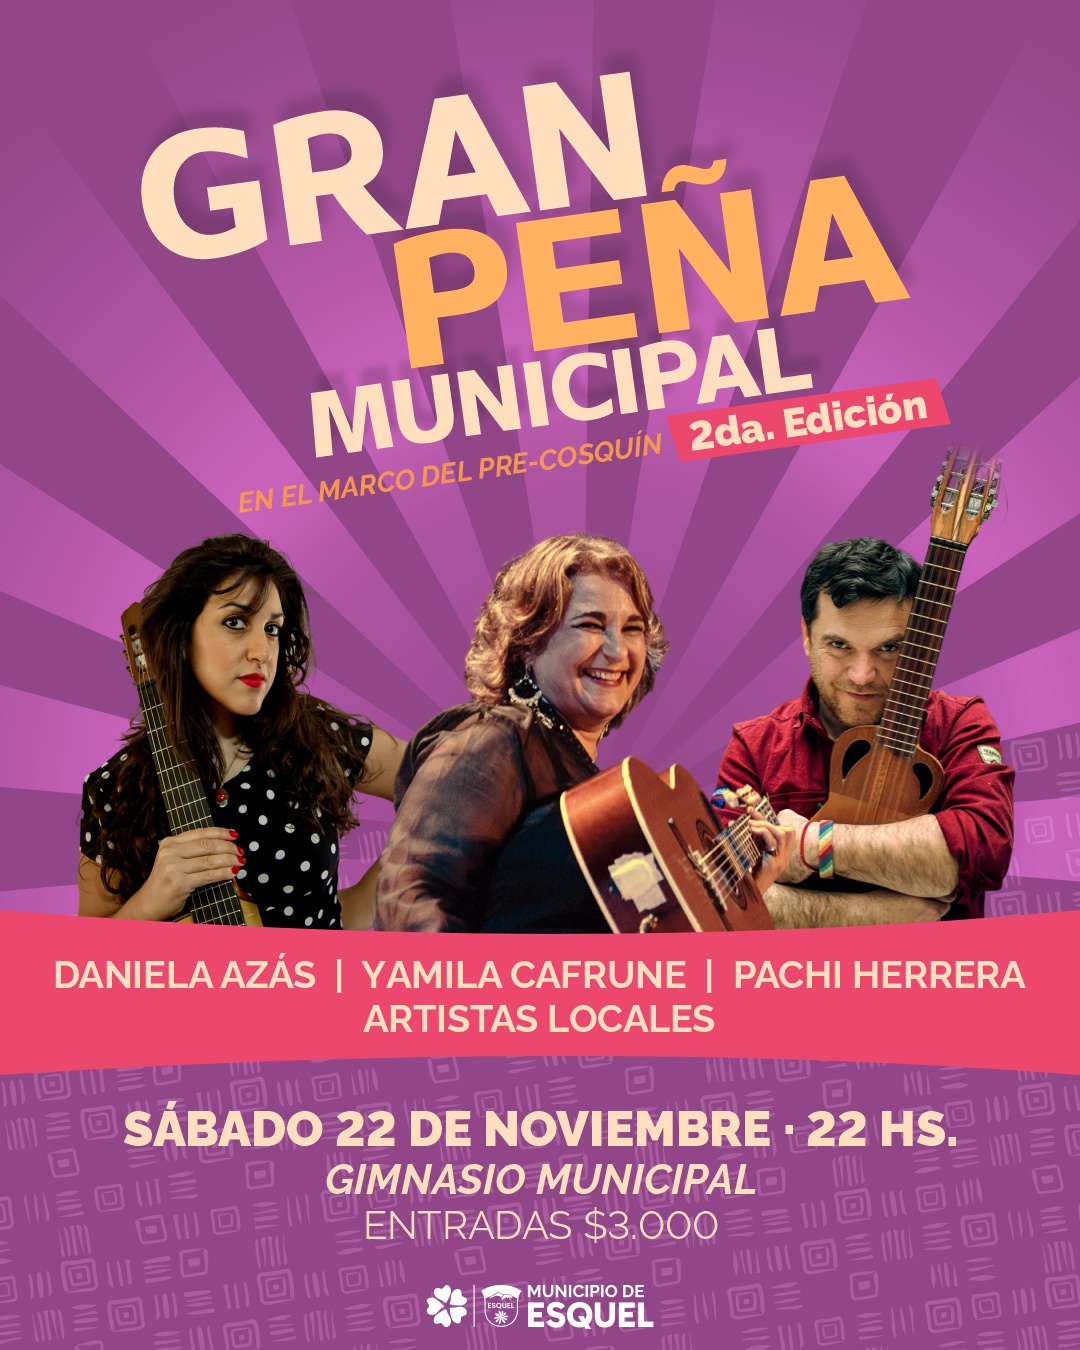 GRAN
PEÑA
MUNICIPAL
2da. Edición
EN EL MARCO DEL PRE-COSQUÍN
DANIELA AZÁS | YAMILA CAFRUNE | PACHI HERRERA
ARTISTAS LOCALES
SÁBADO 22 DE NOVIEMBRE · 22 HS.
GIMNASIO MUNICIPAL
ENTRADAS $3.000
ESQUEL
MUNICIPIO DE
ESQUEL